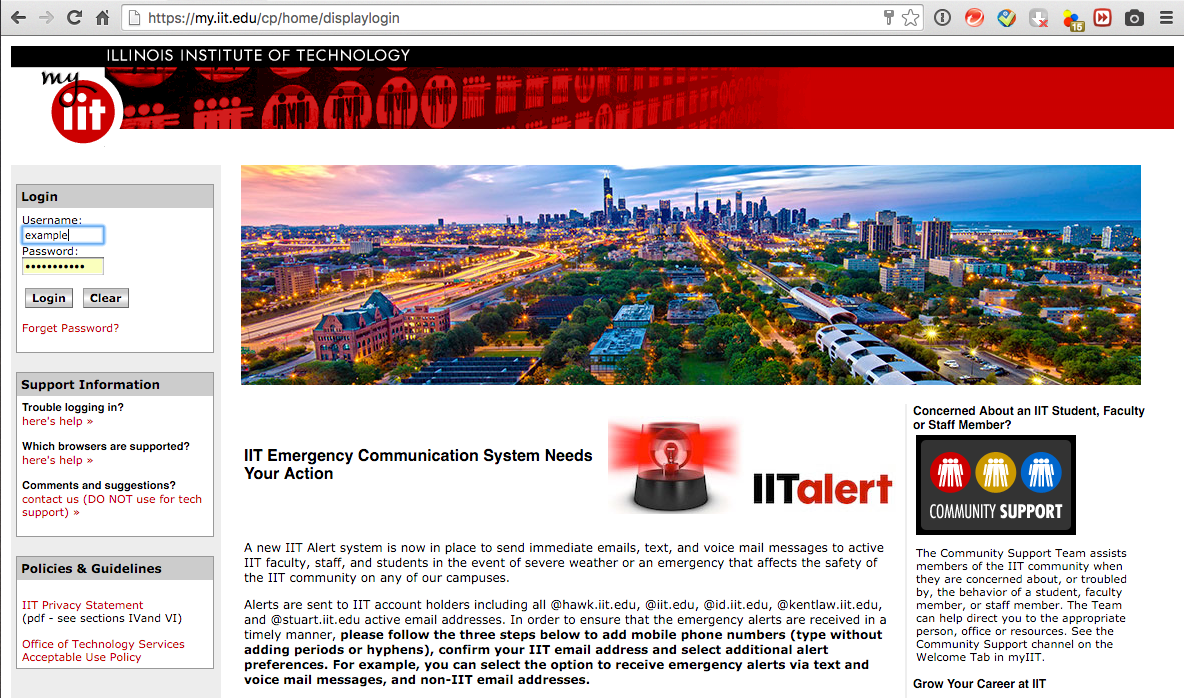 https://my.iit.edu/cp/home/displaylogin
15
ILLINOIS INSTITUTE OF TECHNOLOGY
my
iit
Login
Username:
example
Password:
Login Clear
Forget Password?
Support Information
Trouble logging in?
here's help »
Which browsers are supported?
here's help »
Comments and suggestions?
contact us (DO NOT use for tech
support) »
Policies & Guidelines
IIT Privacy Statement
(pdf - see sections IVand VI)
Office of Technology Services
Acceptable Use Policy
IIT Emergency Communication System Needs
Your Action
IITalert
A new IIT Alert system is now in place to send immediate emails, text, and voice mail messages to active
IIT faculty, staff, and students in the event of severe weather or an emergency that affects the safety of
the IIT community on any of our campuses.
Alerts are sent to IIT account holders including all @hawk.iit.edu, @iit.edu, @id.iit.edu, @kentlaw.iit.edu,
and @stuart.iit.edu active email addresses. In order to ensure that the emergency alerts are received in a
timely manner, please follow the three steps below to add mobile phone numbers (type without
adding periods or hyphens), confirm your IIT email address and select additional alert
preferences. For example, you can select the option to receive emergency alerts via text and
voice mail messages, and non-IIT email addresses.
Concerned About an IIT Student, Faculty
or Staff Member?
COMMUNITY SUPPORT
The Community Support Team assists
members of the IIT community when
they are concerned about, or troubled
by, the behavior of a student, faculty
member, or staff member. The Team
can help direct you to the appropriate
person, office or resources. See the
Community Support channel on the
Welcome Tab in myIIT.
Grow Your Career at IIT